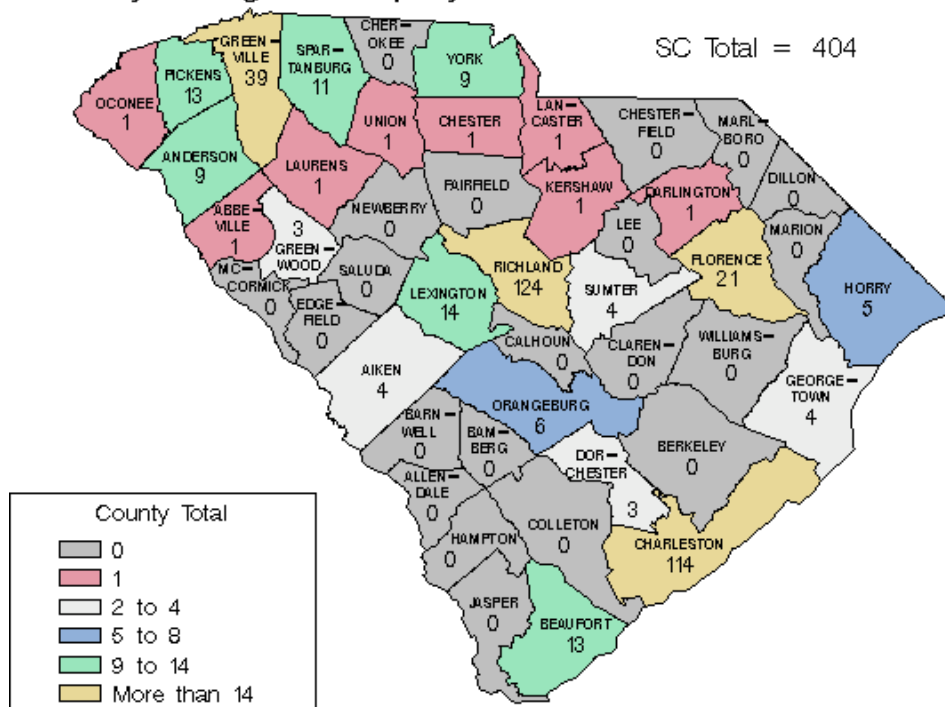 SC Total = 404
CHER-
OKEE
0
GREEN-
VILLE
39
SPAR-
TANBURG
11
YORK
9
PICKENS
13
OCONEE
1
UNION
1
CHESTER
1
LAN-
CASTER
1
CHESTER-
FIELD
0
MARL-
BORO
0
ANDERSON
9
LAURENS
1
DILLON
0
FAIRFIELD
0
KERSHAW
1
DARLINGTON
1
ABBE-
VILLE
1
3
GREEN-
WOOD
NEWBERRY
0
LEE
0
MARION
0
MC-
CORMICK
0
SALUDA
0
RICHLAND
124
FLORENCE
21
HORRY
5
EDGE-
FIELD
0
LEXINGTON
14
SUMTER
4
CALHOUN
0
CLAREN-
DON
0
WILLIAMS-
BURG
0
AIKEN
4
GEORGE-
TOWN
4
ORANGEBURG
6
BARN-
WELL
0
BAM-
BERG
0
BERKELEY
0
DOR-
CHESTER
3
ALLEN-
DALE
0
COLLETON
0
HAMPTON
0
CHARLESTON
114
JASPER
0
BEAUFORT
13
County Total
0
1
2 to 4
5 to 8
9 to 14
More than 14